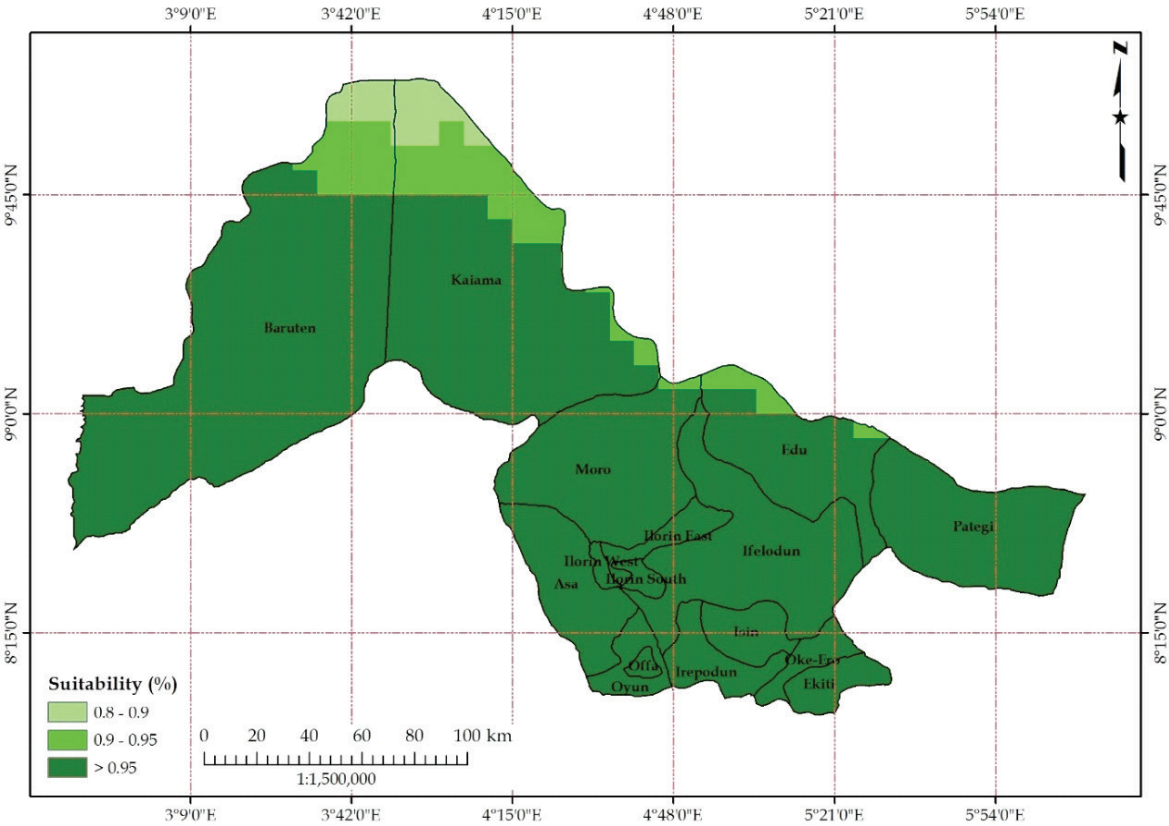 3°9'0"E 3°42'0"E 4°15'0"E 4°48'0"E 5°21'0"E 5°54'0"E
N
9°45'0"N 9°45'0"N
Kaiama
Baruten
9°0'0"N 9°0'0"N
Edu
Moro
Pategi
Ilorin East
Ifelodun
Ilorin West
Ilorin South
Asa
8°15'0"N 8°15'0"N
Isin
Oke-Ero
Offa
Irepodun
Ekiti
Oyun
Suitability (%)
0.8 - 0.9
0.9 - 0.95
> 0.95
0 20 40 60 80 100 km
1:1,500,000
3°9'0"E 3°42'0"E 4°15'0"E 4°48'0"E 5°21'0"E 5°54'0"E